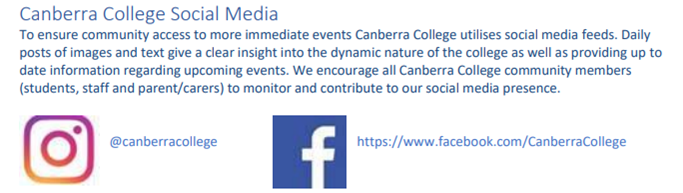 Canberra College Social Media
To ensure community access to more immediate events Canberra College utilises social media feeds. Daily
posts of images and text give a clear insight into the dynamic nature of the college as well as providing up to
date information regarding upcoming events. We encourage all Canberra College community members
(students, staff and parent/carers) to monitor and contribute to our social media presence.
@canberracollege
https://www.facebook.com/CanberraCollege